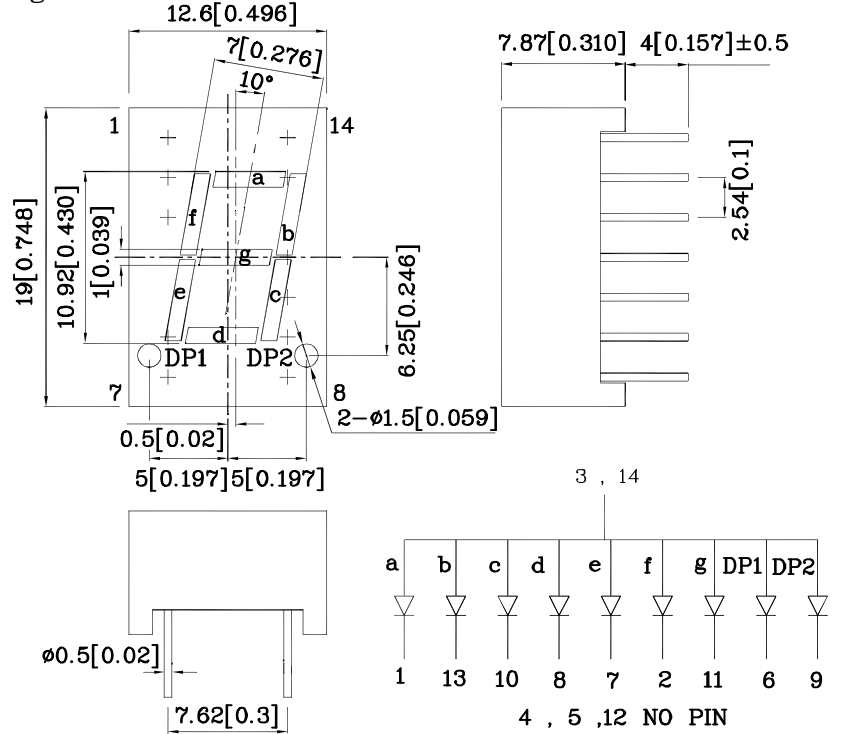 12.6[0.496]
7[0.276]
10°
7.87[0.310]
4[0.157]±0.5
1
14
a
f
b
g
e
c
d
19[0.748]
10.92[0.430]
1[0.039]
2.54[0.1]
6.25[0.246]
DP1
DP2
7
8
2-ø1.5[0.059]
0.5[0.02]
5[0.197]5[0.197]
3 , 14
a b c d e f g DP1 DP2
ø0.5[0.02]
1 13 10 8 7 2 11 6 9
7.62[0.3]
4 , 5 ,12 NO PIN